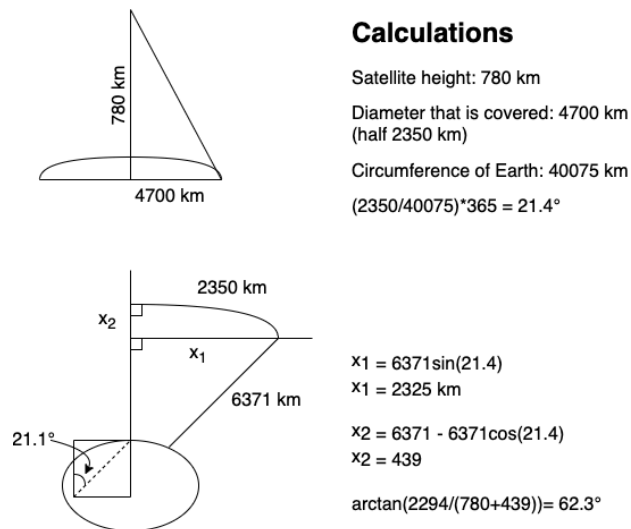 780 km
4700 km
Calculations
Satellite height: 780 km
Diameter that is covered: 4700 km
(half 2350 km)
Circumference of Earth: 40075 km
(2350/40075)*365 = 21.4°
2350 km
x2
x1
6371 km
21.1°
x1 = 6371sin(21.4)
x1 = 2325 km
x2 = 6371 - 6371cos(21.4)
x2 = 439
arctan(2294/(780+439))= 62.3°